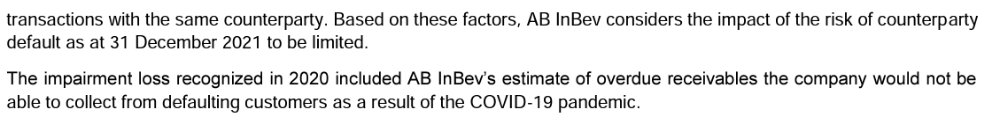 transactions with the same counterparty. Based on these factors, AB InBev considers the impact of the risk of counterparty
default as at 31 December 2021 to be limited.
The impairment loss recognized in 2020 included AB InBev’s estimate of overdue receivables the company would not be
able to collect from defaulting customers as a result of the COVID-19 pandemic.